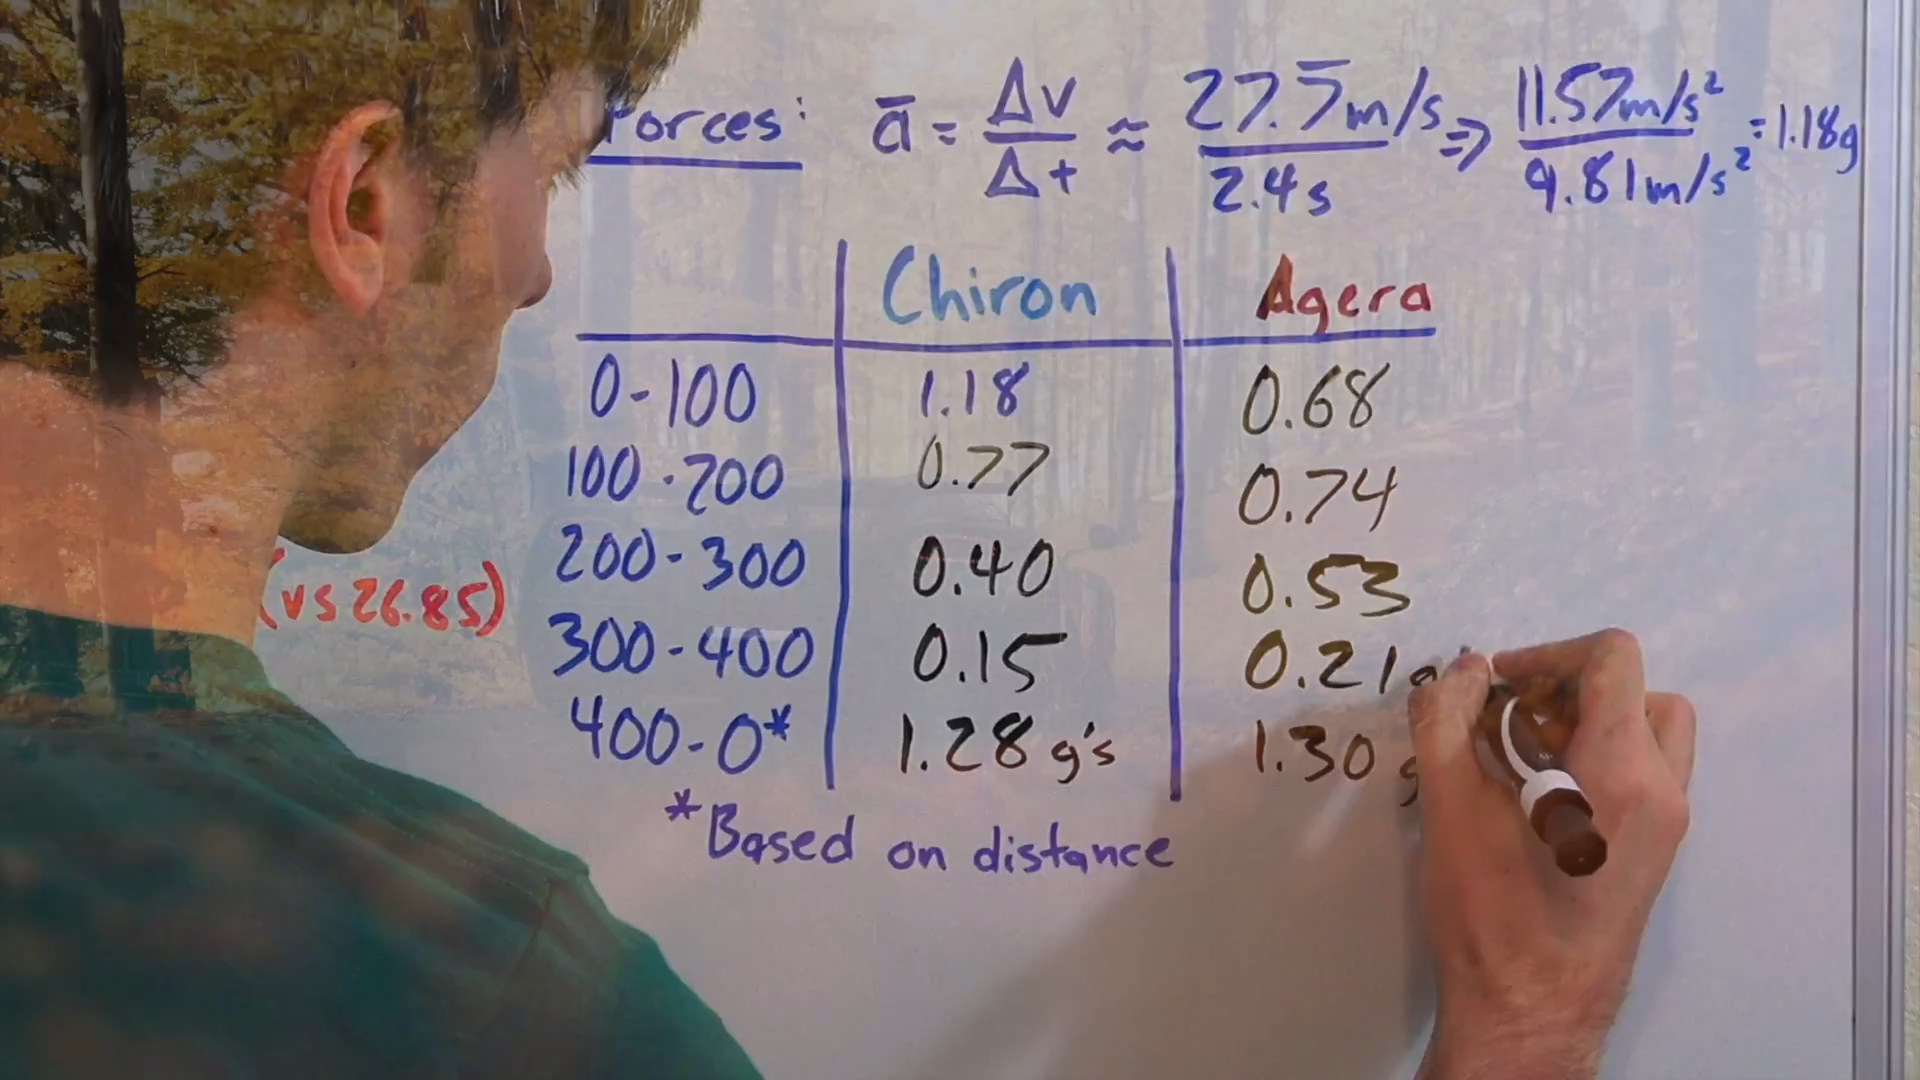 Forces: ā = Δv / Δt ≈ 27.7 m/s / 2.4 s ⇒ 11.57 m/s² / 9.81 m/s² = 1.18g
Chiron Agera
0-100 1.18 0.68
100-200 0.77 0.74
200-300 0.40 0.53
(vs 26.85)
300-400 0.15 0.21
400-0* 1.28 g's 1.30 g
*Based on distance